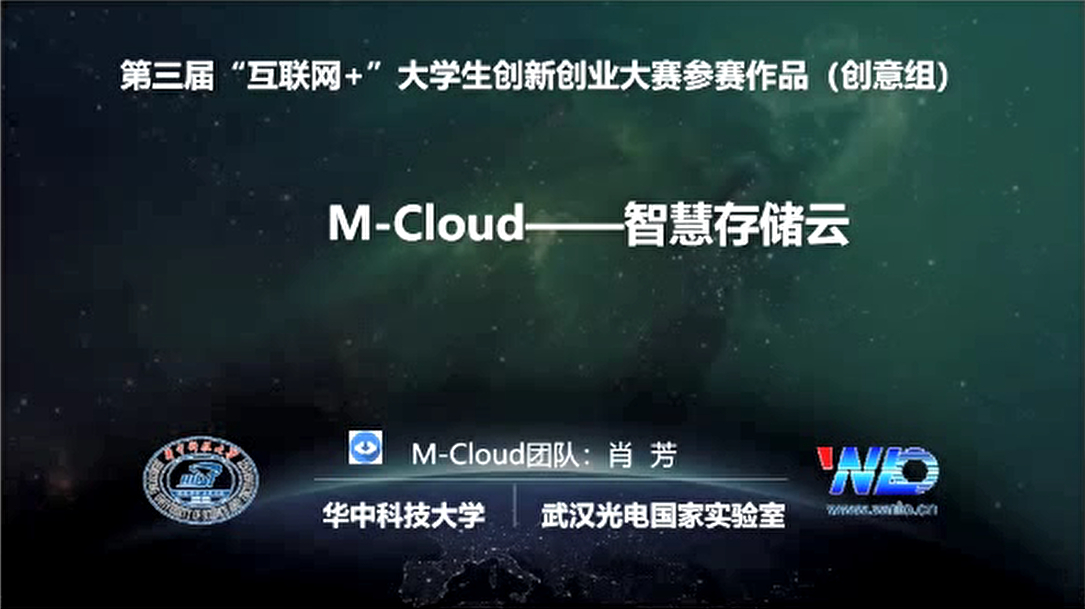 第三届“互联网+”大学生创新创业大赛参赛作品（创意组）
M-Cloud——智慧存储云
M-Cloud团队：肖 芳
华中科技大学
武汉光电国家实验室
www.wnlo.cn